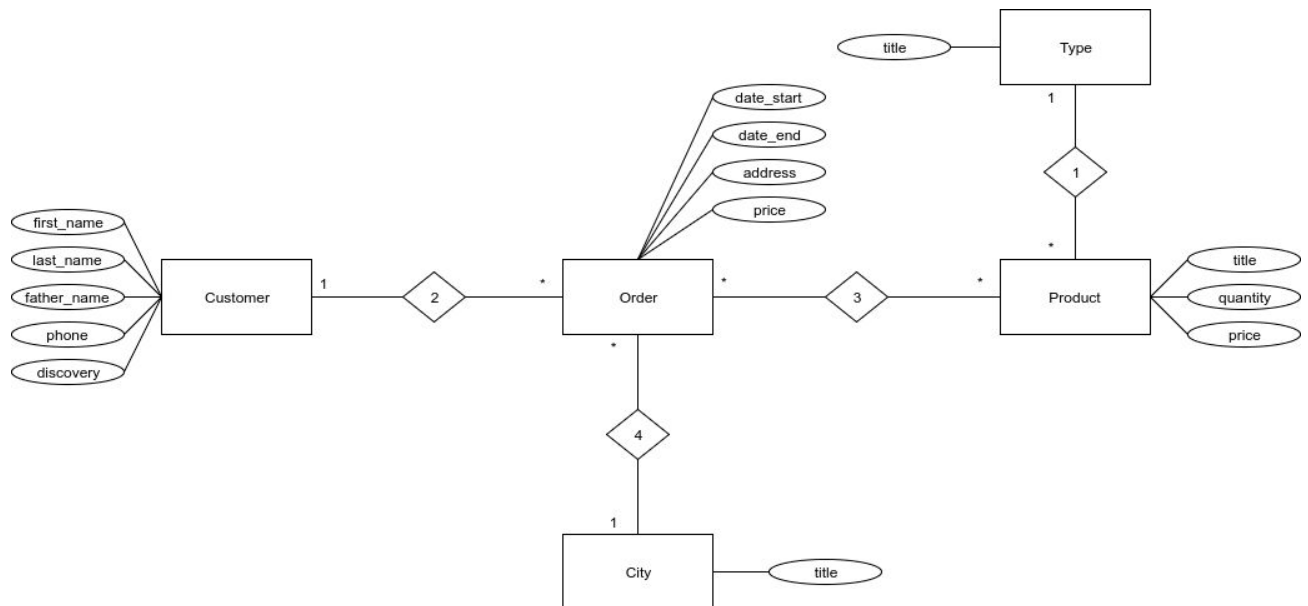 Type
title
1
date_start
date_end
address
price
1
*
first_name
last_name
father_name
phone
discovery
Customer
1
2
*
Order
*
3
*
Product
title
quantity
price
*
4
1
City
title